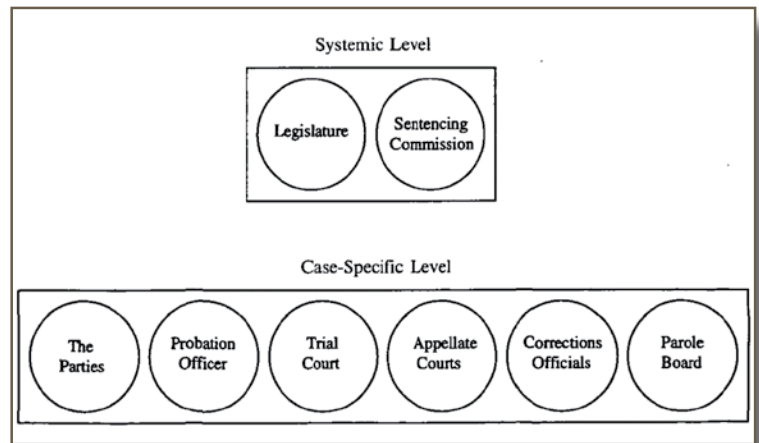 Systemic Level
Legislature
Sentencing
Commission
Case-Specific Level
The
Parties
Probation
Officer
Trial
Court
Appellate
Courts
Corrections
Officials
Parole
Board